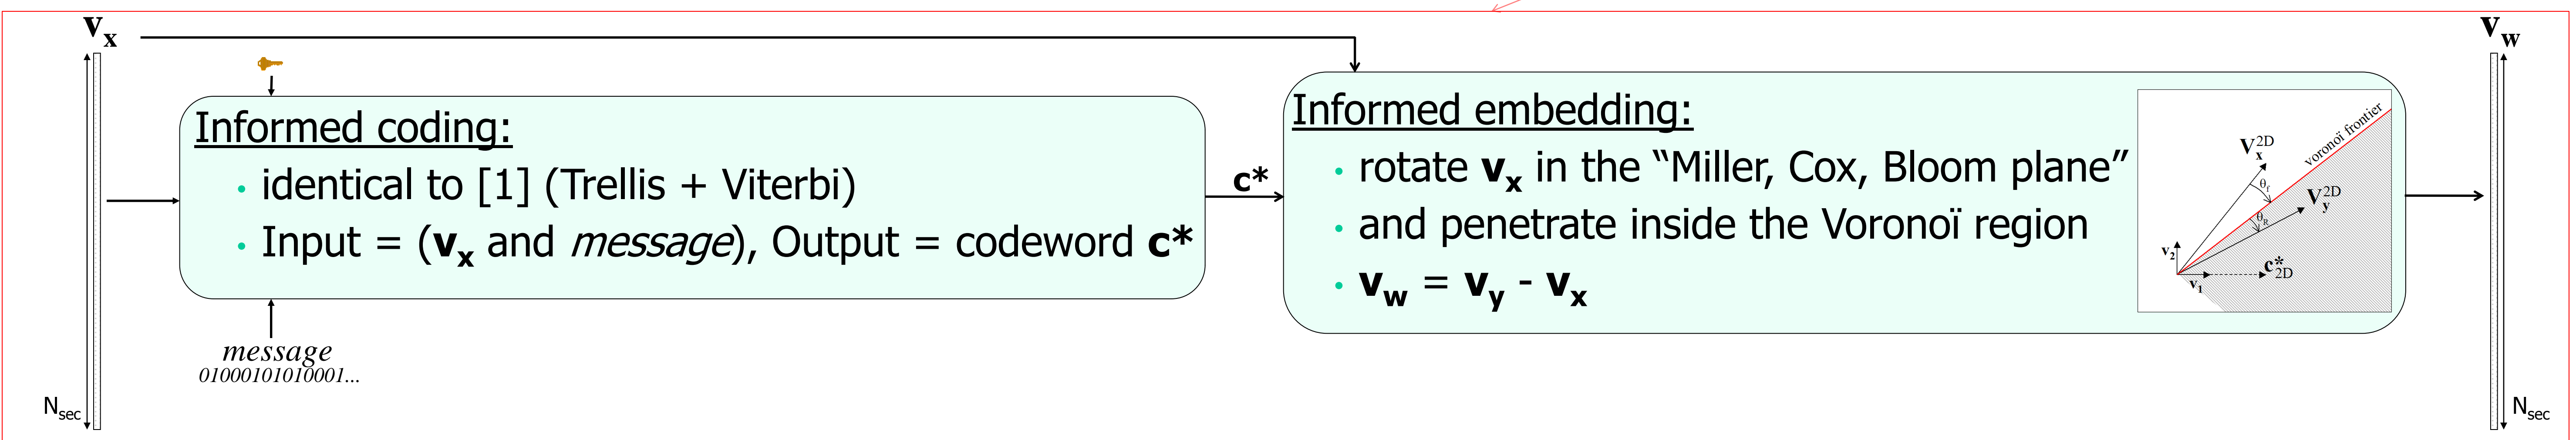 v_x
v_w
Informed coding:
• identical to [1] (Trellis + Viterbi)
• Input = (v_x and message), Output = codeword c*
c*
Informed embedding:
• rotate v_x in the “Miller, Cox, Bloom plane”
• and penetrate inside the Voronoï region
• v_w = v_y - v_x
voronoï frontier
V_x^2D
θ_f
V_y^2D
θ_R
v_2
c*_2D
v_1
message
01000101010001...
N_sec
N_sec